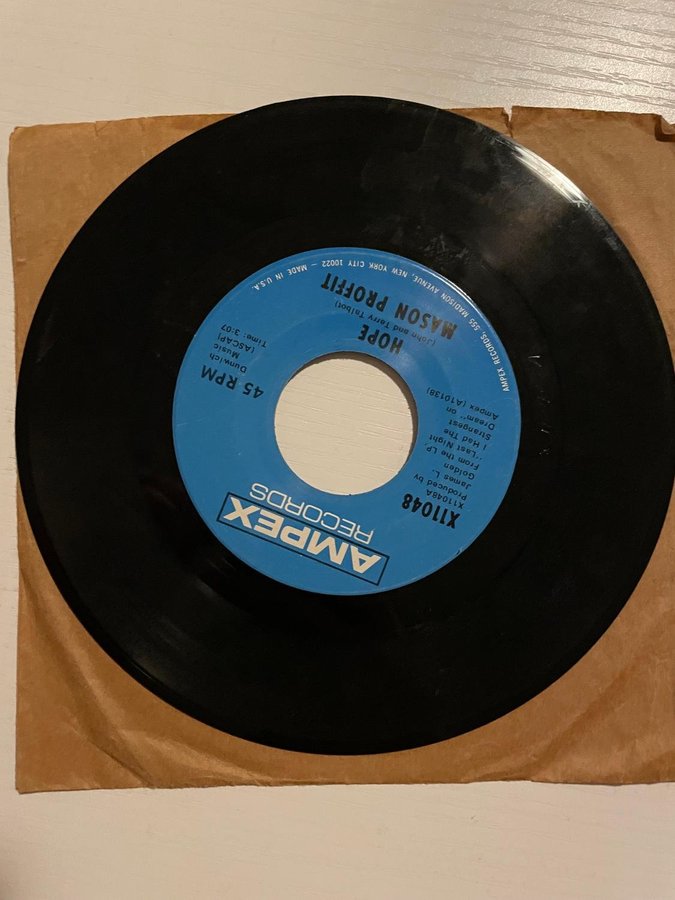 AMPEX
RECORDS
X11048
X11048A
Produced by
James L.
Golden
From the LP,
"Last Night
I Had The
Strangest
Dream" an
Ampex (A10138)
45 RPM
Dunwich
Music
(ASCAP)
Time: 3:07
HOPE
(John and Terry Talbot)
MASON PROFFIT
AMPEX RECORDS, 555 MADISON AVENUE, NEW YORK CITY 10022 — MADE IN U.S.A.